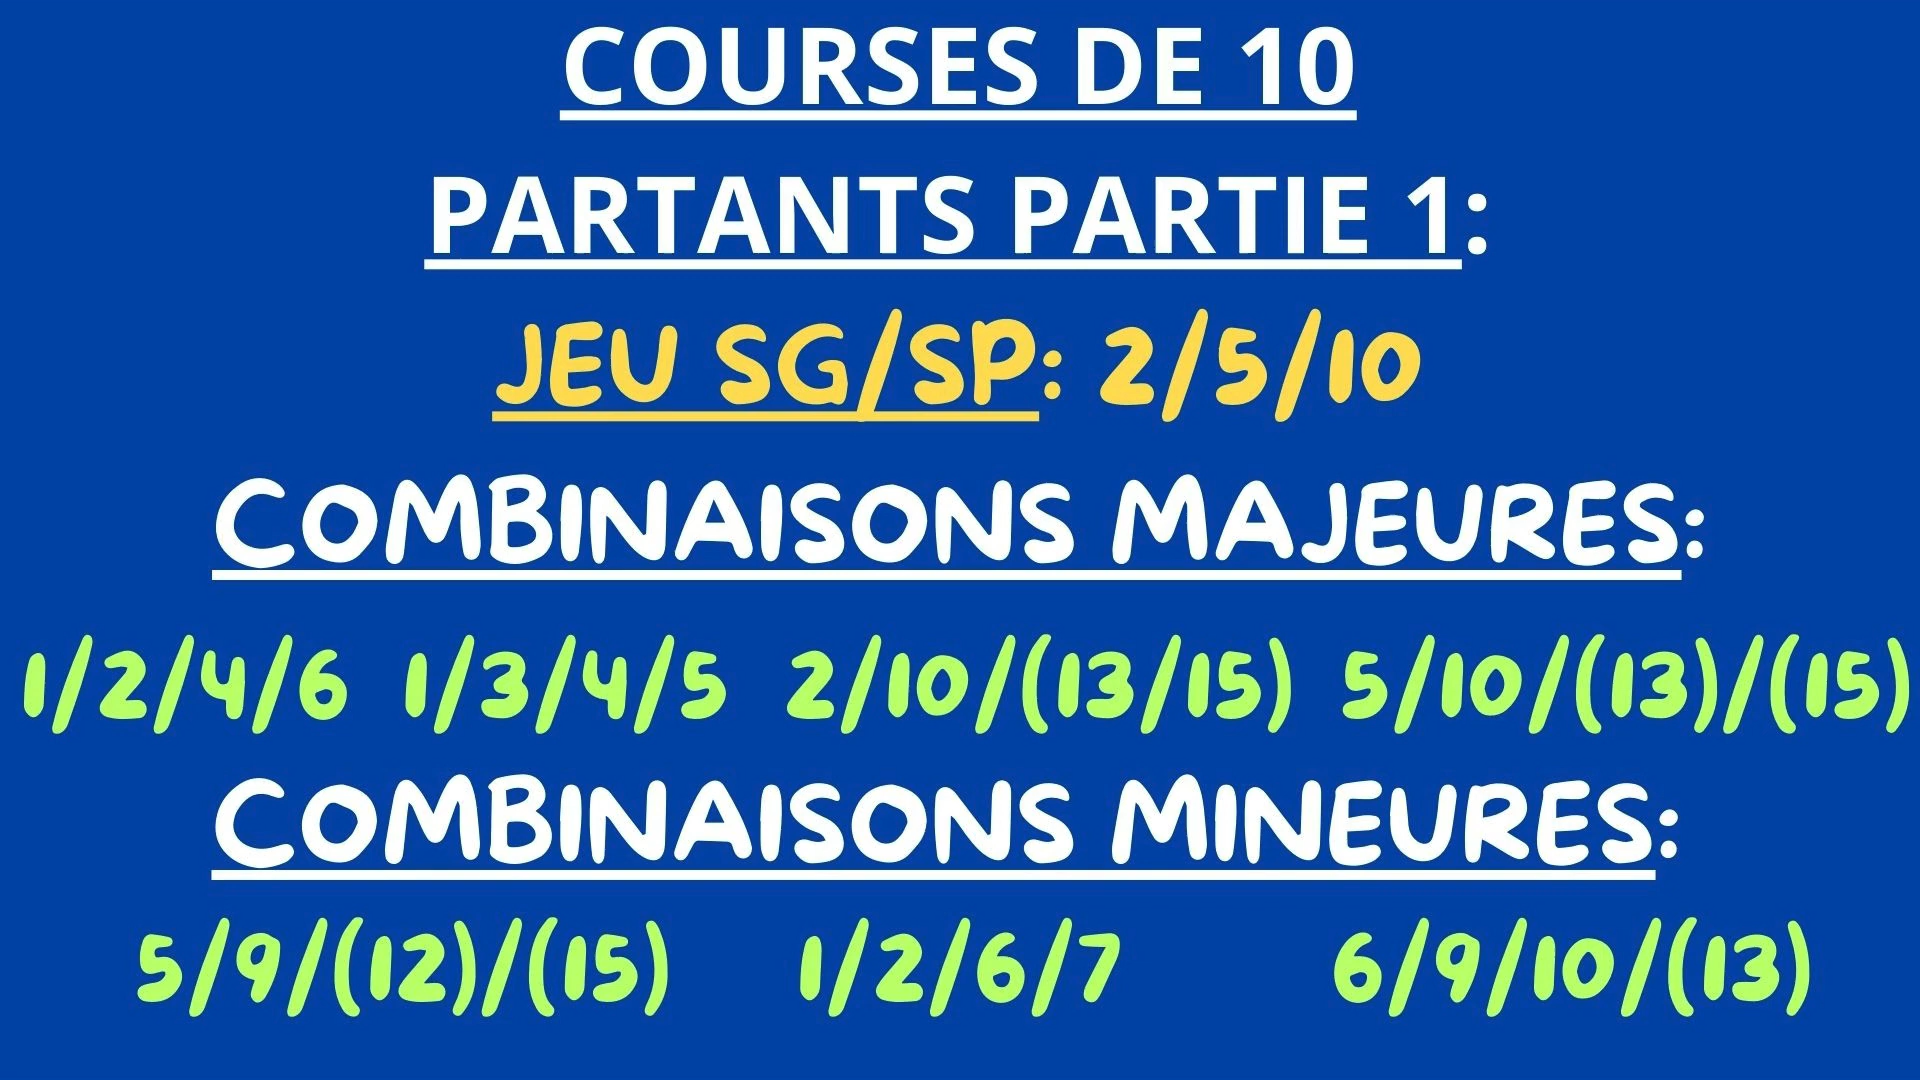 COURSES DE 10
PARTANTS PARTIE 1:
JEU SG/SP: 2/5/10
COMBINAISONS MAJEURES:
1/2/4/6 1/3/4/5 2/10/(13/15) 5/10/(13)/(15)
COMBINAISONS MINEURES:
5/9/(12)/(15) 1/2/6/7 6/9/10/(13)